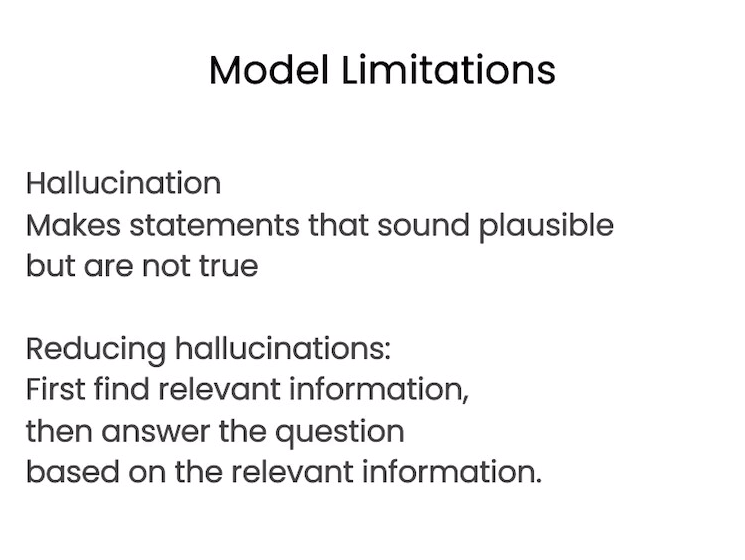 Model Limitations
Hallucination
Makes statements that sound plausible
but are not true
Reducing hallucinations:
First find relevant information,
then answer the question
based on the relevant information.